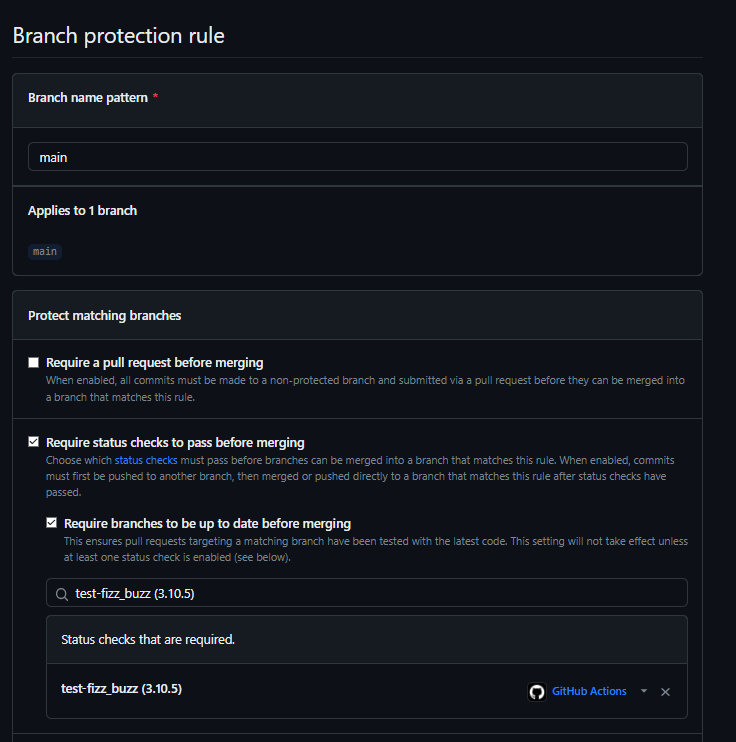 Branch protection rule
Branch name pattern *
main
Applies to 1 branch
main
Protect matching branches
Require a pull request before merging
When enabled, all commits must be made to a non-protected branch and submitted via a pull request before they can be merged into
a branch that matches this rule.
Require status checks to pass before merging
Choose which status checks must pass before branches can be merged into a branch that matches this rule. When enabled, commits
must first be pushed to another branch, then merged or pushed directly to a branch that matches this rule after status checks have
passed.
Require branches to be up to date before merging
This ensures pull requests targeting a matching branch have been tested with the latest code. This setting will not take effect unless
at least one status check is enabled (see below).
test-fizz_buzz (3.10.5)
Status checks that are required.
test-fizz_buzz (3.10.5) GitHub Actions